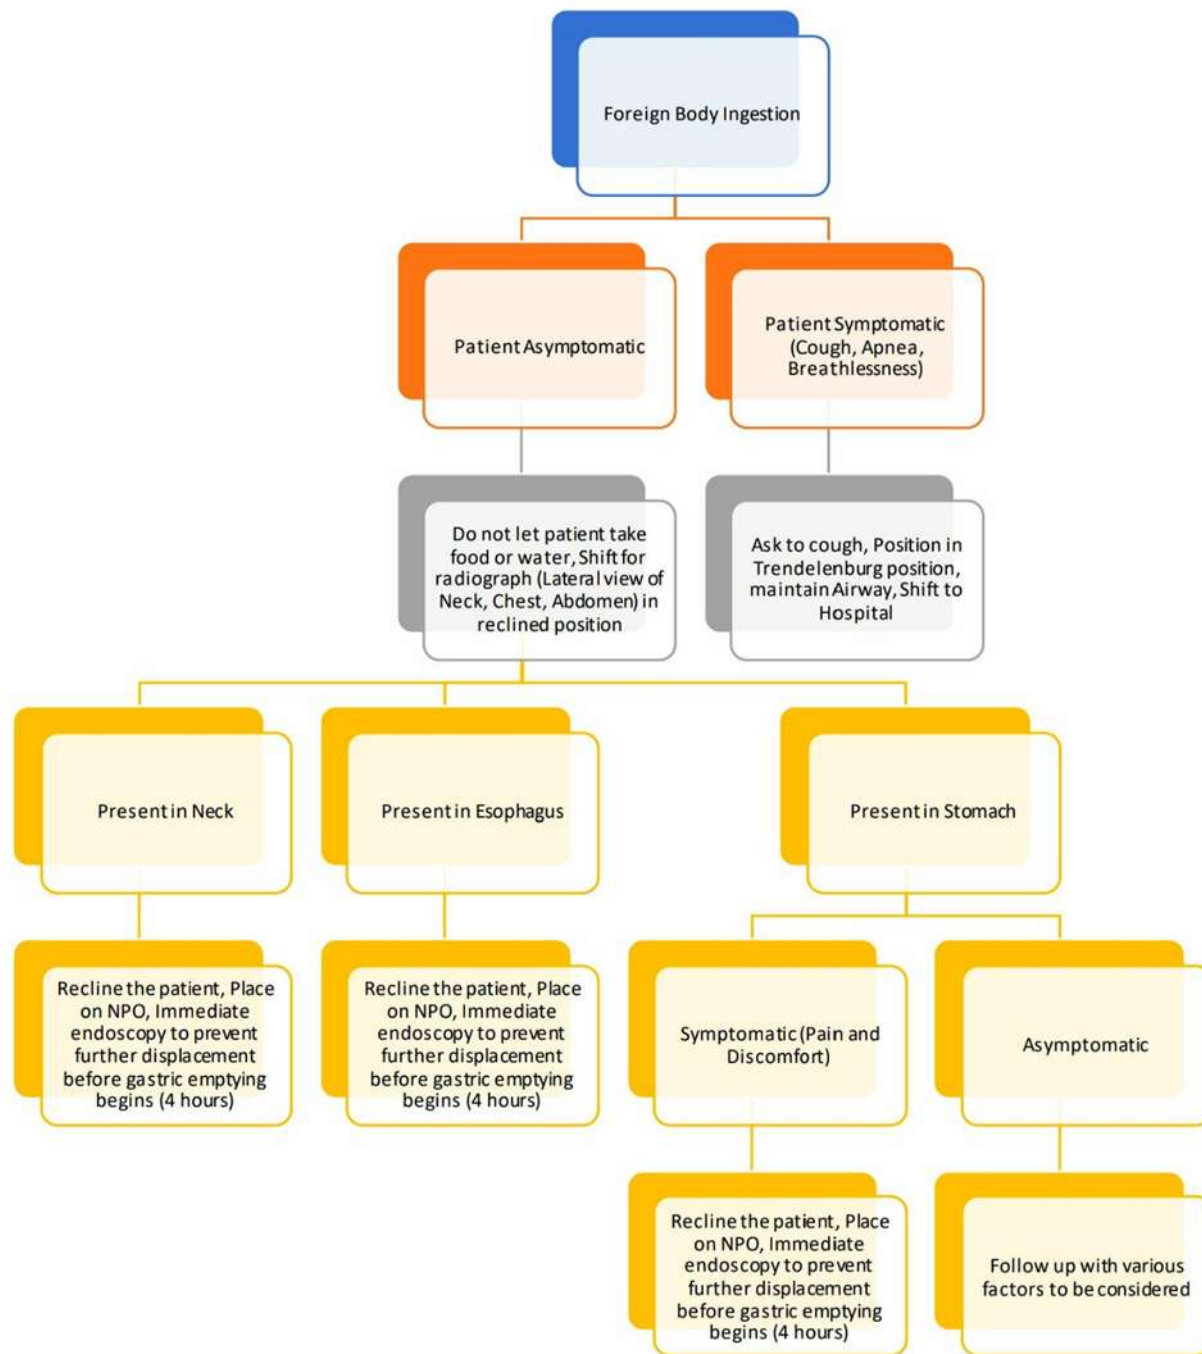 Foreign Body Ingestion
Patient Asymptomatic
Patient Symptomatic
(Cough, Apnea,
Breathlessness)
Do not let patient take
food or water, Shift for
radiograph (Lateral view of
Neck, Chest, Abdomen) in
reclined position
Ask to cough, Position in
Trendelenburg position,
maintain Airway, Shift to
Hospital
Present in Neck
Present in Esophagus
Present in Stomach
Recline the patient, Place
on NPO, Immediate
endoscopy to prevent
further displacement
before gastric emptying
begins (4 hours)
Recline the patient, Place
on NPO, Immediate
endoscopy to prevent
further displacement
before gastric emptying
begins (4 hours)
Symptomatic (Pain and
Discomfort)
Asymptomatic
Recline the patient, Place
on NPO, Immediate
endoscopy to prevent
further displacement
before gastric emptying
begins (4 hours)
Follow up with various
factors to be considered